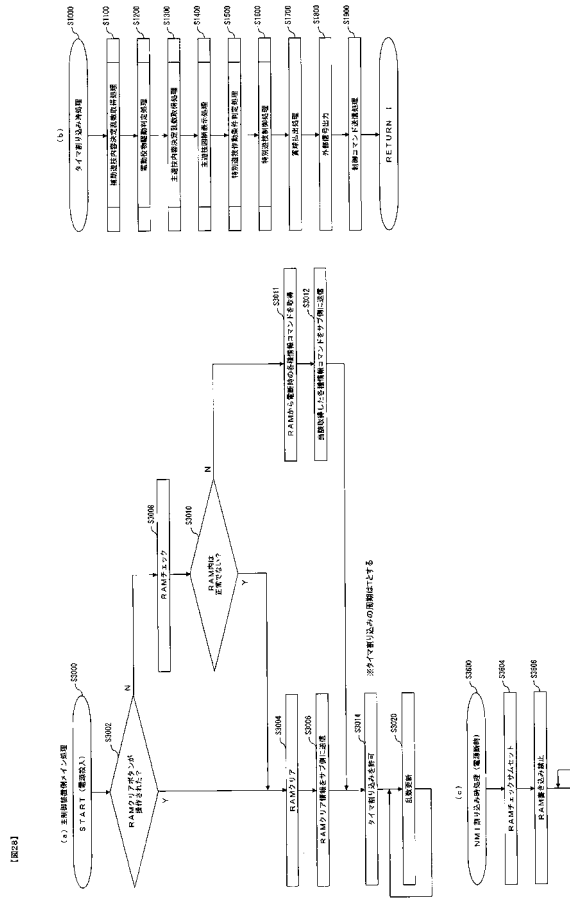 【図28】
(a) 主制御装置側メイン処理
START (電源投入)
S3000
RAMクリアボタンが
操作された?
S3002
Y
N
RAMチェック
S3008
RAM内は
正常でない?
S3010
Y
N
RAMクリア
S3004
RAMクリア情報をサブ側に送信
S3006
RAMから電断時の各種情報コマンドを取得
S3011
当該取得した各種情報コマンドをサブ側に送信
S3012
タイマ割り込みを許可
S3014
※タイマ割り込みの周期はTとする
乱数更新
S3020
(b)
タイマ割り込み時処理
S1000
補助遊技内容決定乱数取得処理
S1100
電動役物駆動判定処理
S1200
主遊技内容決定乱数取得処理
S1300
主遊技図柄表示処理
S1400
特別遊技作動条件判定処理
S1500
特別遊技制御処理
S1600
賞球払出処理
S1700
外部信号出力
S1800
制御コマンド送信処理
S1900
RETURN I
(c)
NMI割り込み時処理 (電源断時)
S3600
RAMチェックサムセット
S3604
RAM書き込み禁止
S3606